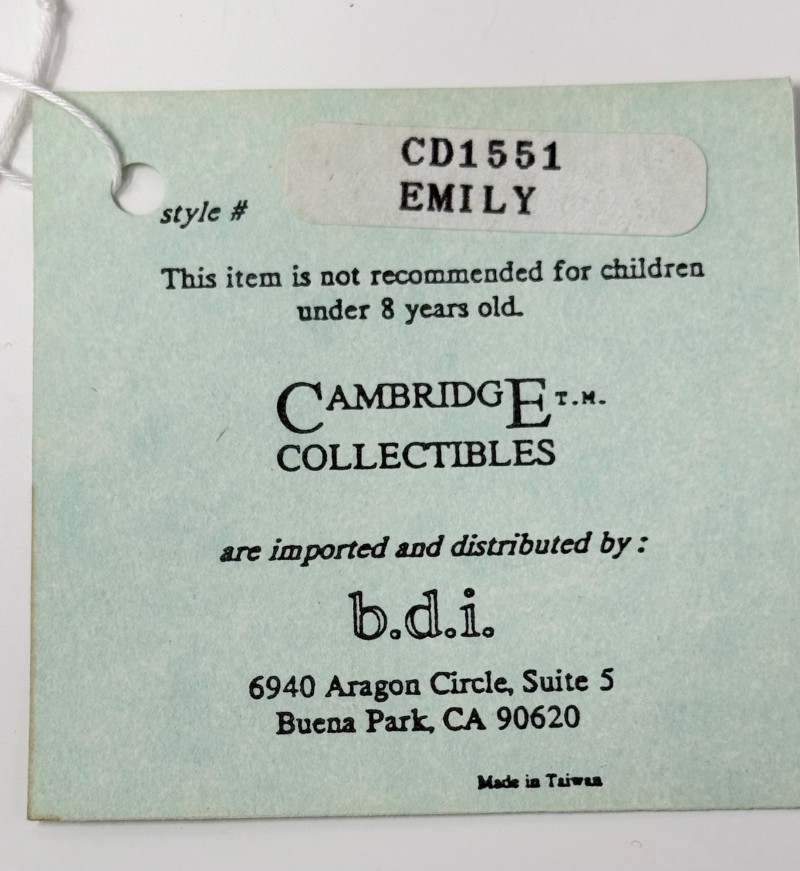 CD1551
EMILY
style #
This item is not recommended for children
under 8 years old.
CAMBRIDGE T.M.
COLLECTIBLES
are imported and distributed by :
b.d.i.
6940 Aragon Circle, Suite 5
Buena Park, CA 90620
Made in Taiwan